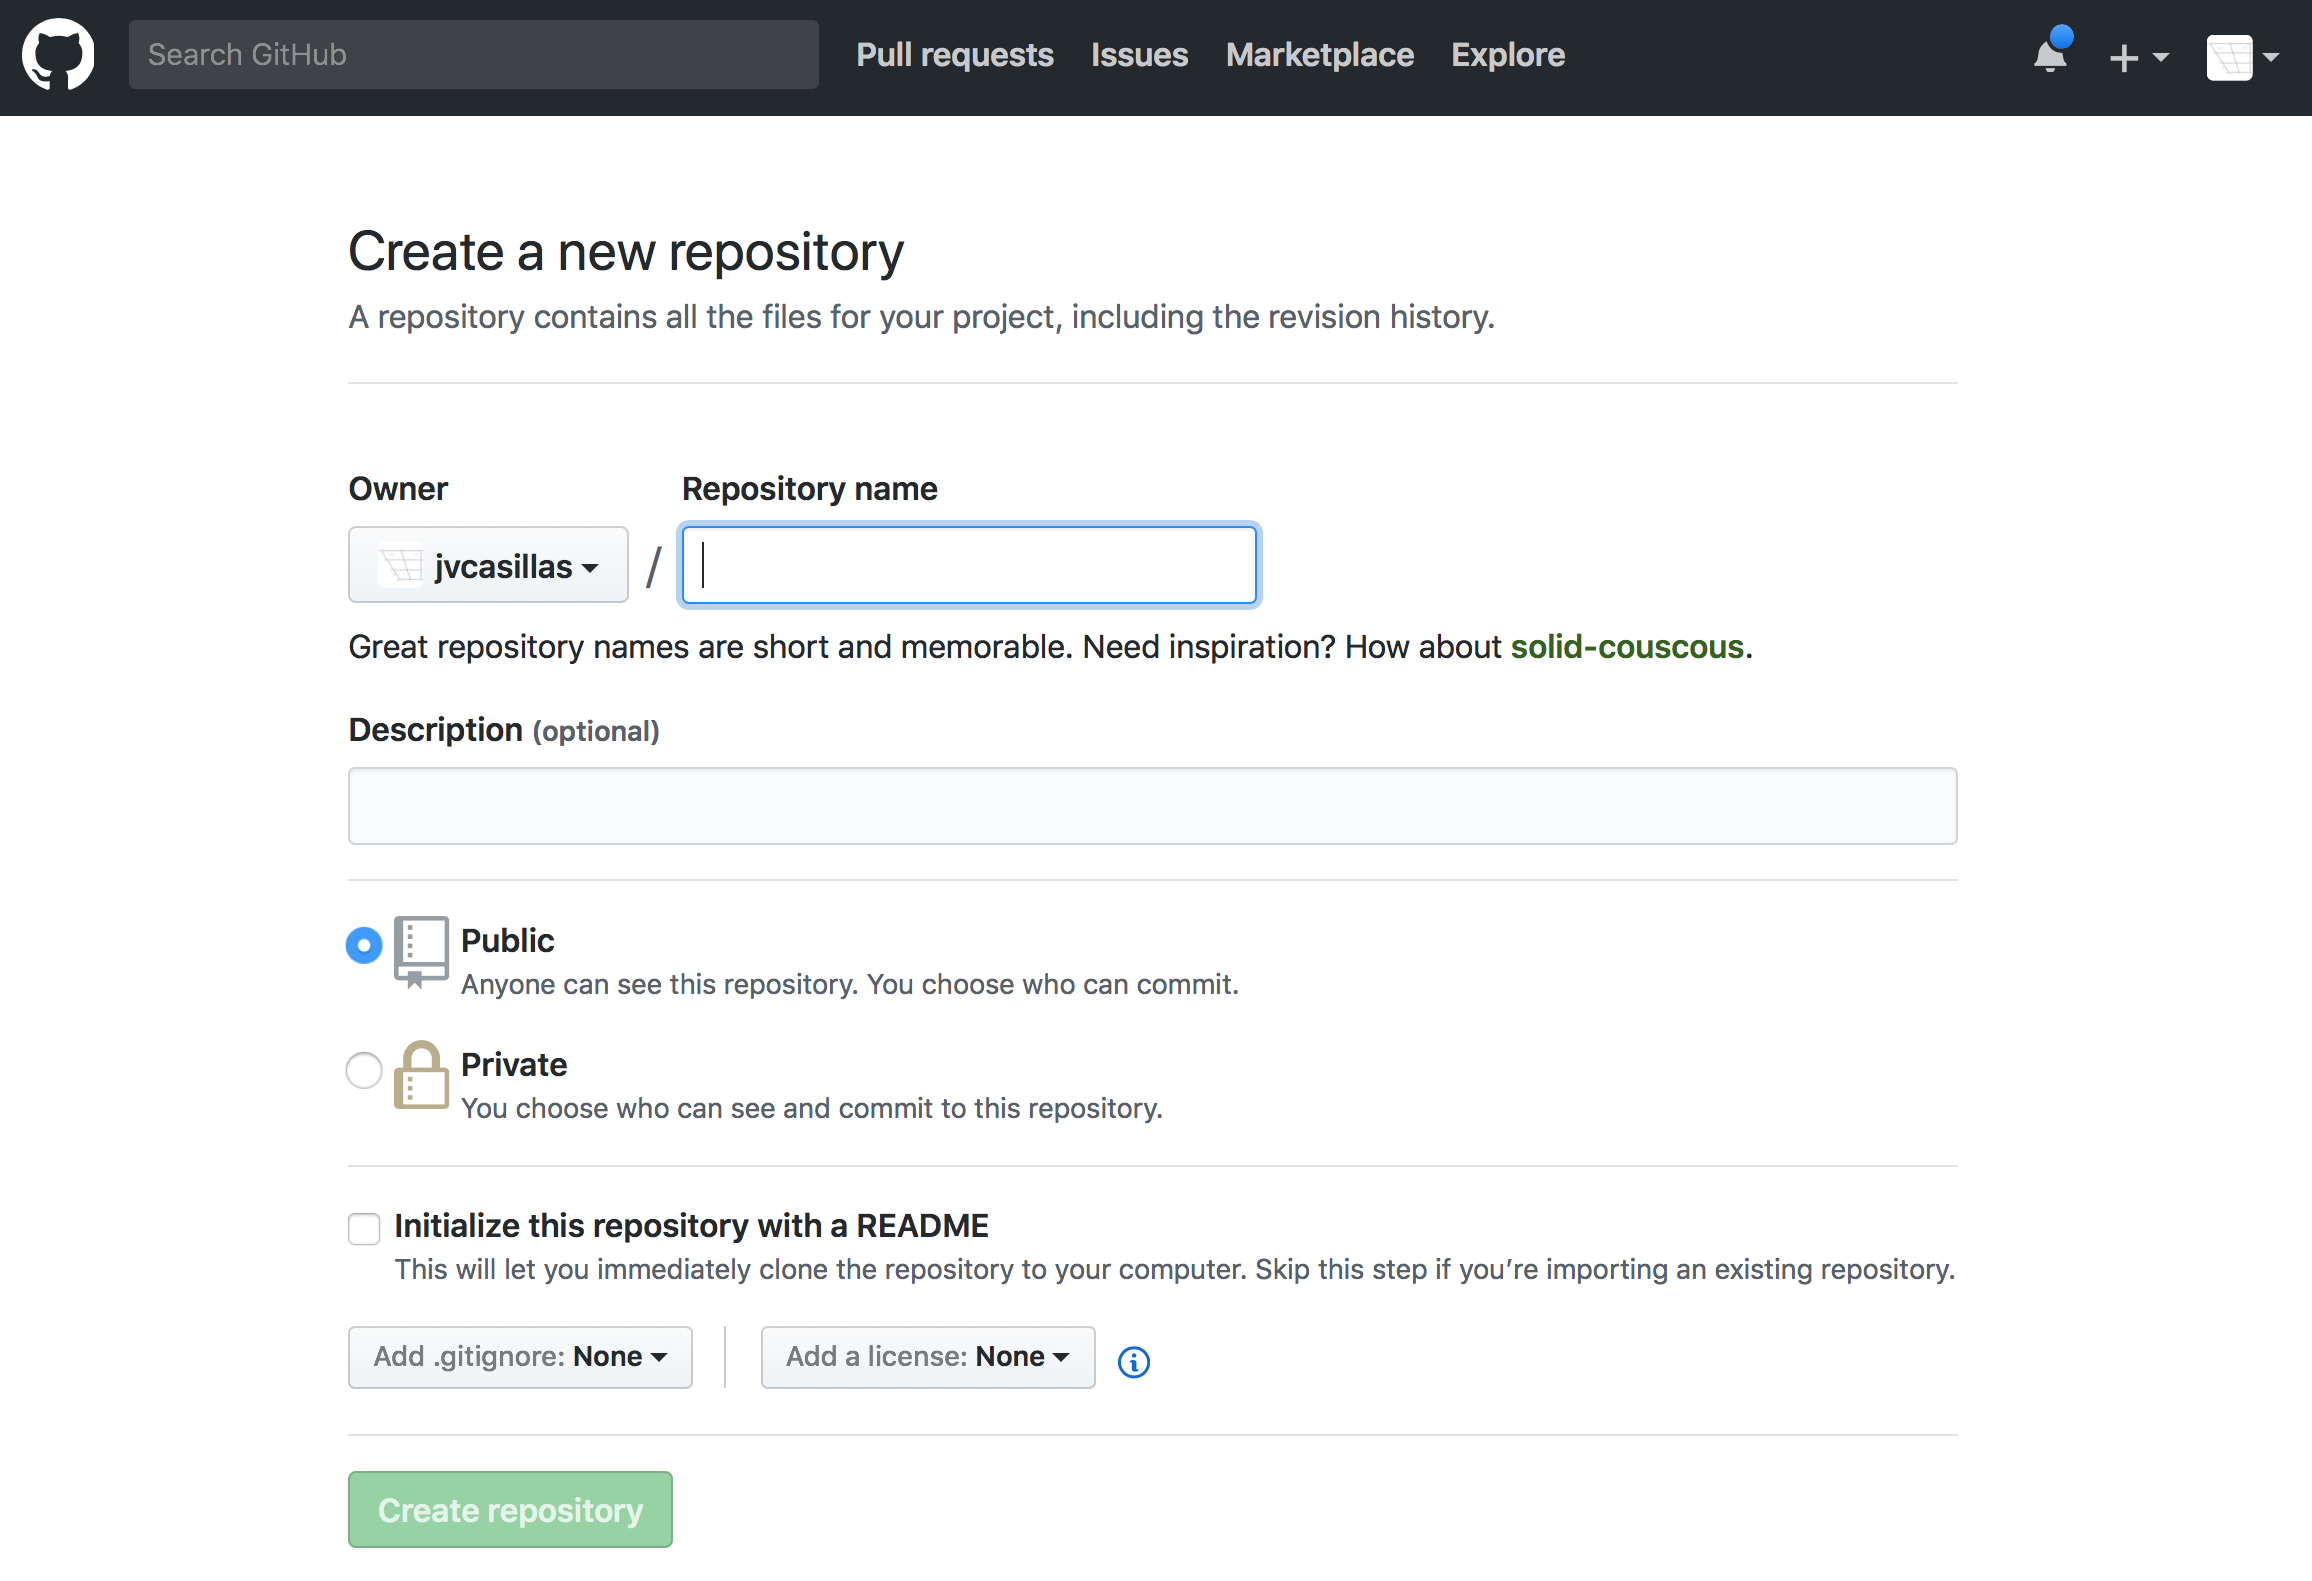 Search GitHub Pull requests Issues Marketplace Explore
Create a new repository
A repository contains all the files for your project, including the revision history.
Owner Repository name
jvcasillas /
Great repository names are short and memorable. Need inspiration? How about solid-couscous.
Description (optional)
Public
Anyone can see this repository. You choose who can commit.
Private
You choose who can see and commit to this repository.
Initialize this repository with a README
This will let you immediately clone the repository to your computer. Skip this step if you’re importing an existing repository.
Add .gitignore: None Add a license: None
Create repository